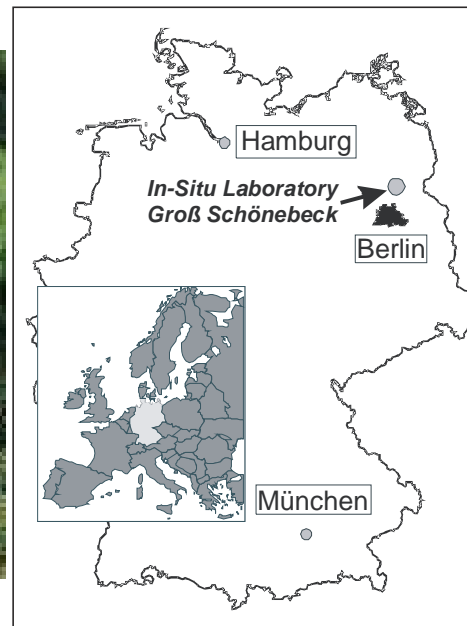 Hamburg
In-Situ Laboratory
Groß Schönebeck
Berlin
München